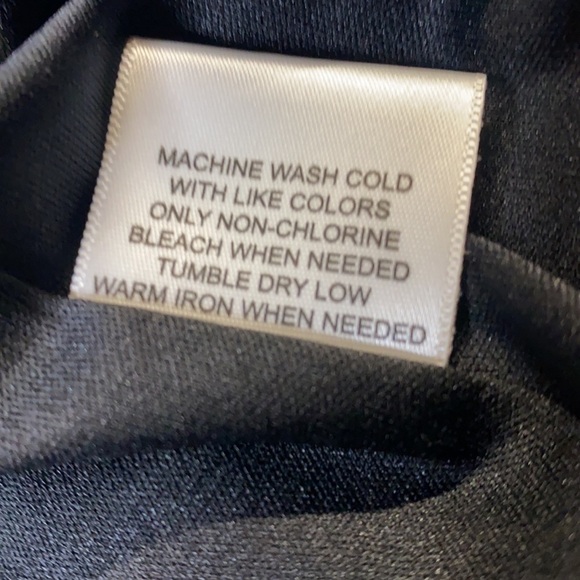 MACHINE WASH COLD
WITH LIKE COLORS
ONLY NON-CHLORINE
BLEACH WHEN NEEDED
TUMBLE DRY LOW
WARM IRON WHEN NEEDED